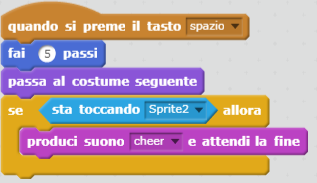 quando si preme il tasto spazio
fai 5 passi
passa al costume seguente
se sta toccando Sprite2 allora
produci suono cheer e attendi la fine